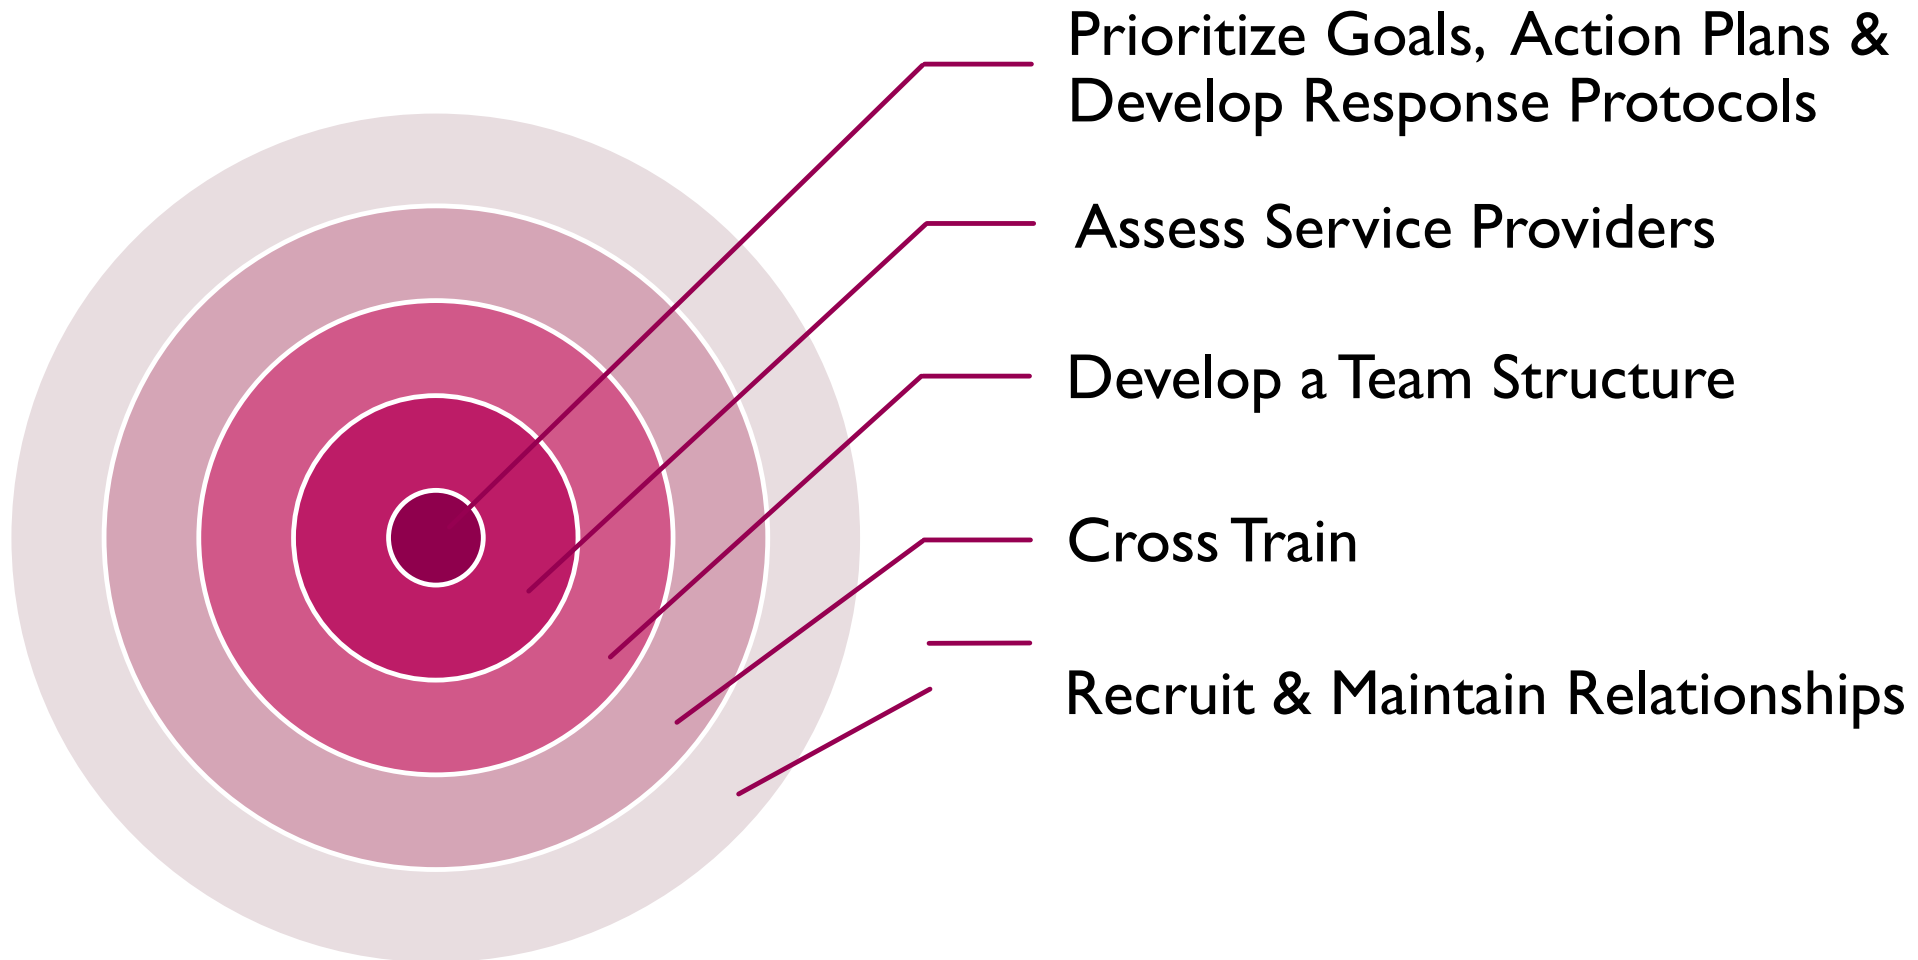 Prioritize Goals, Action Plans &
Develop Response Protocols
Assess Service Providers
Develop a Team Structure
Cross Train
Recruit & Maintain Relationships